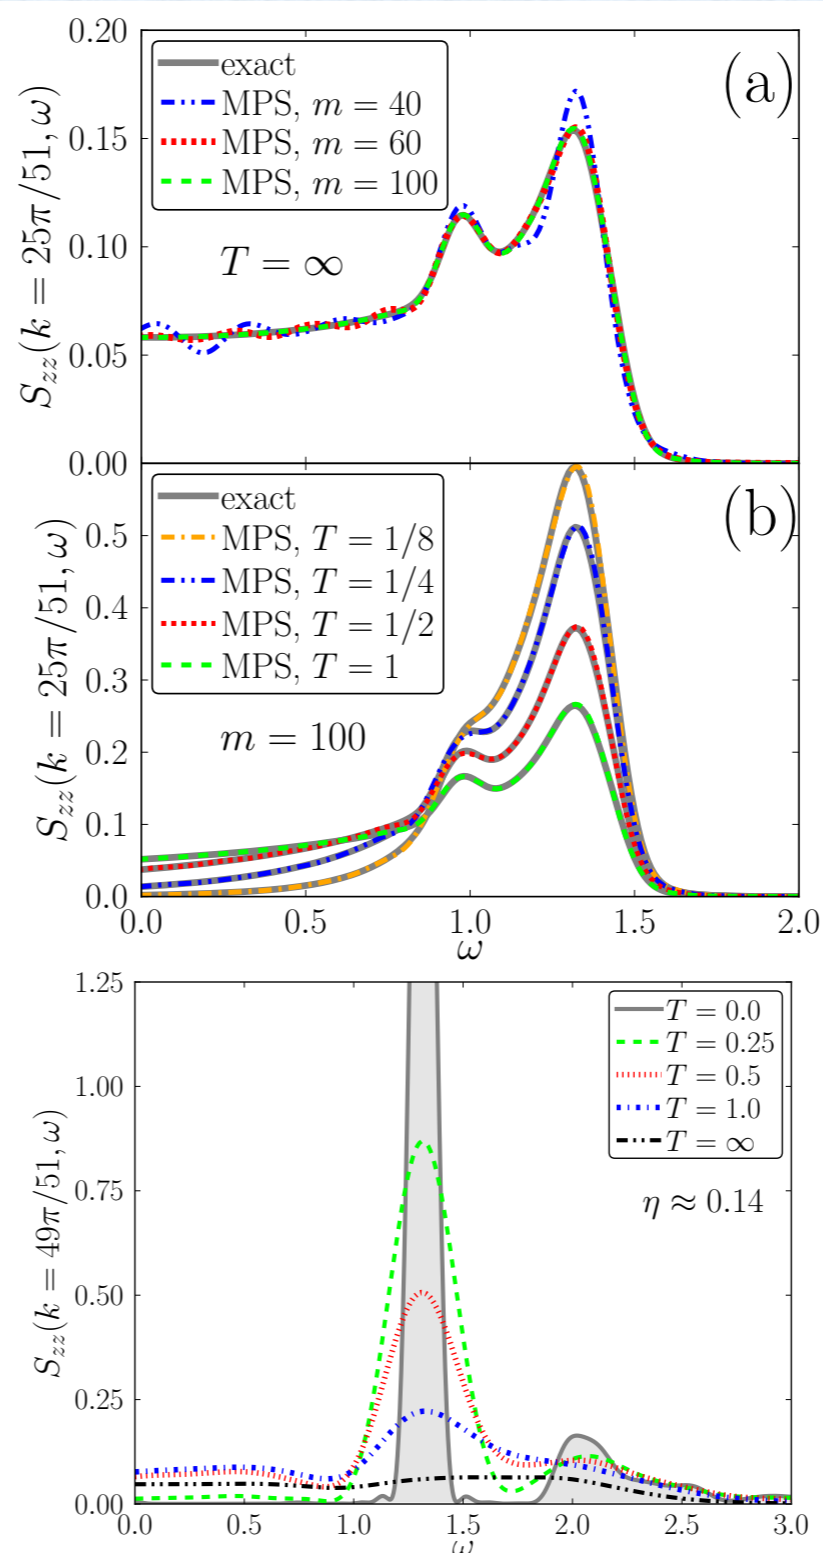 0.20
exact
MPS, m = 40
MPS, m = 60
MPS, m = 100
(a)
0.15
0.10
T = ∞
0.05
0.00
S_zz(k = 25π/51, ω)
exact
MPS, T = 1/8
MPS, T = 1/4
MPS, T = 1/2
MPS, T = 1
(b)
0.5
0.4
0.3
0.2
m = 100
0.1
0.0
S_zz(k = 25π/51, ω)
0.0 0.5 1.0 1.5 2.0
ω
1.25
T = 0.0
T = 0.25
T = 0.5
T = 1.0
T = ∞
1.00
0.75
η ≈ 0.14
0.50
0.25
0.00
S_zz(k = 49π/51, ω)
0.0 0.5 1.0 1.5 2.0 2.5 3.0
ω